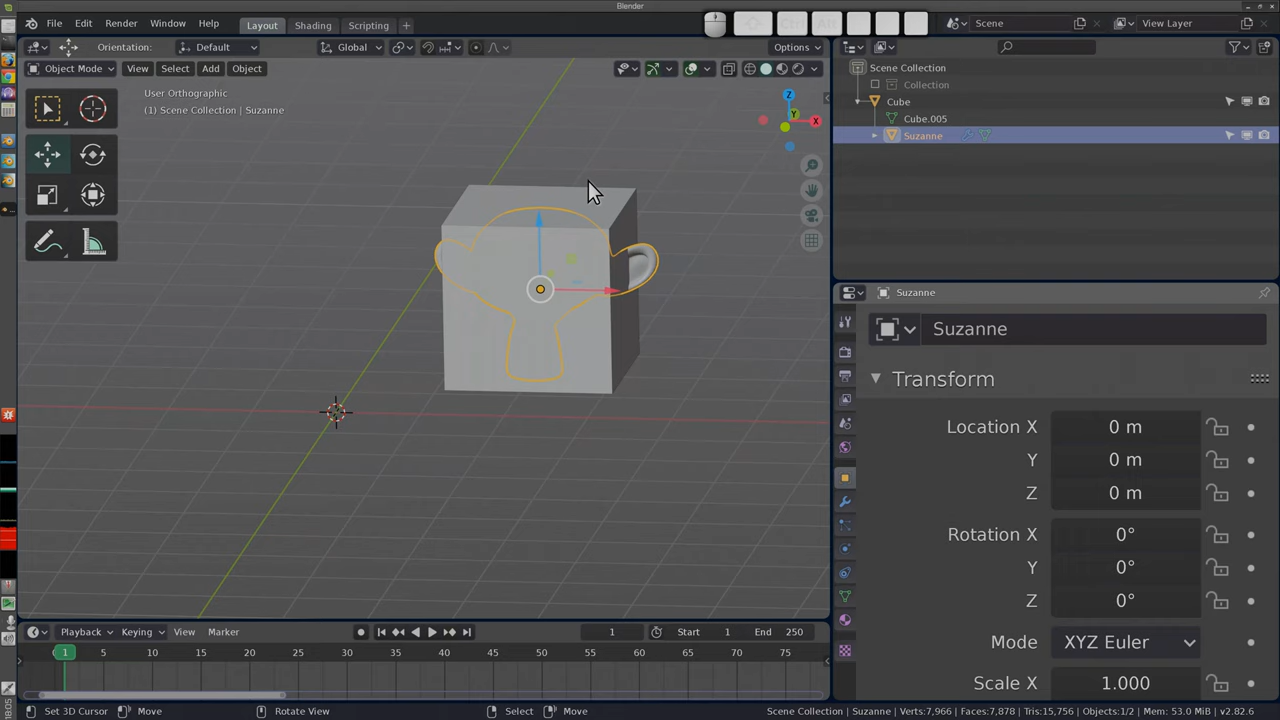 Blender
File Edit Render Window Help Layout Shading Scripting + Ctrl Alt Scene View Layer
Orientation: Default Global Options
Object Mode View Select Add Object
User Orthographic
(1) Scene Collection | Suzanne
Z
Y
X
Scene Collection
Collection
Cube
Cube.005
Suzanne
Suzanne
Suzanne
Transform
Location X 0 m
Y 0 m
Z 0 m
Rotation X 0°
Y 0°
Z 0°
Mode XYZ Euler
Scale X 1.000
Playback Keying View Marker 1 Start 1 End 250
1 5 10 15 20 25 30 35 40 45 50 55 60 65 70 75
Set 3D Cursor Move Rotate View Select Move Scene Collection | Suzanne | Verts:7,966 | Faces:7,878 | Tris:15,756 | Objects:1/2 | Mem: 53.0 MiB | v2.82.6
18:05